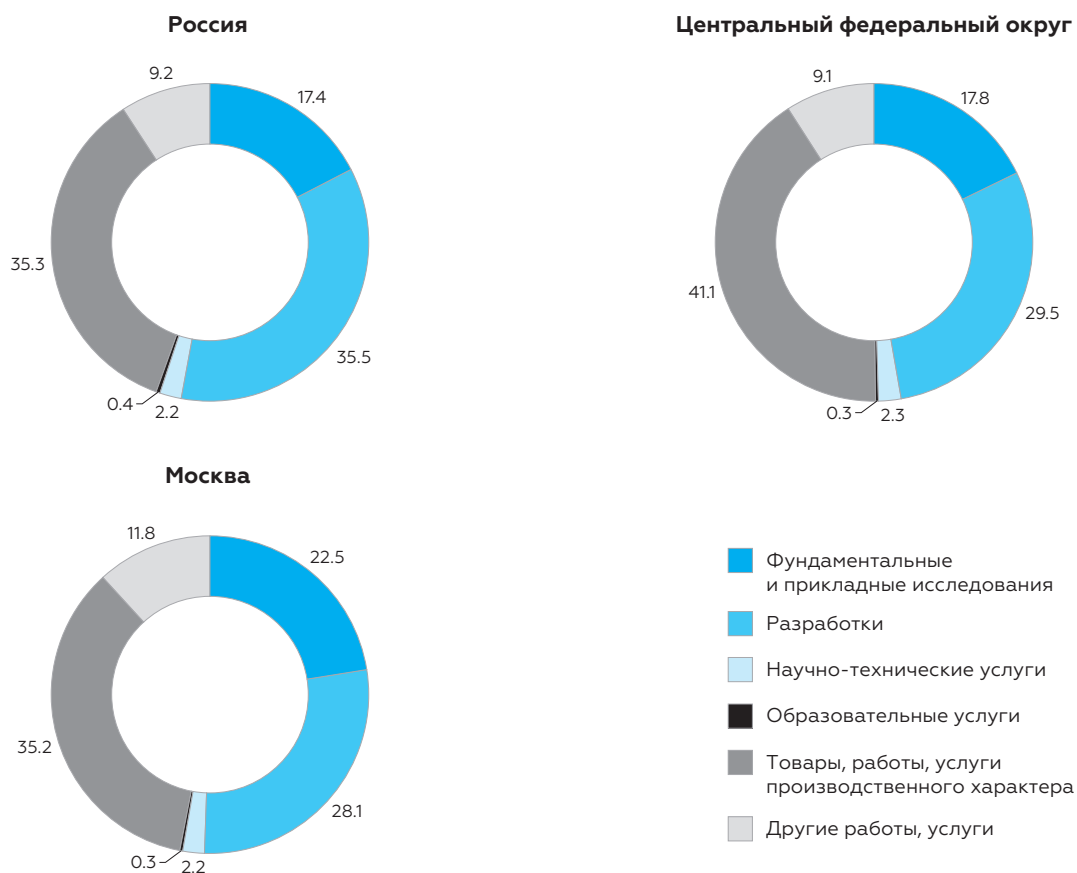 Россия
9.2
17.4
35.3
35.5
0.4
2.2
Центральный федеральный округ
9.1
17.8
41.1
29.5
0.3
2.3
Москва
11.8
22.5
35.2
28.1
0.3
2.2
Фундаментальные
и прикладные исследования
Разработки
Научно-технические услуги
Образовательные услуги
Товары, работы, услуги
производственного характера
Другие работы, услуги